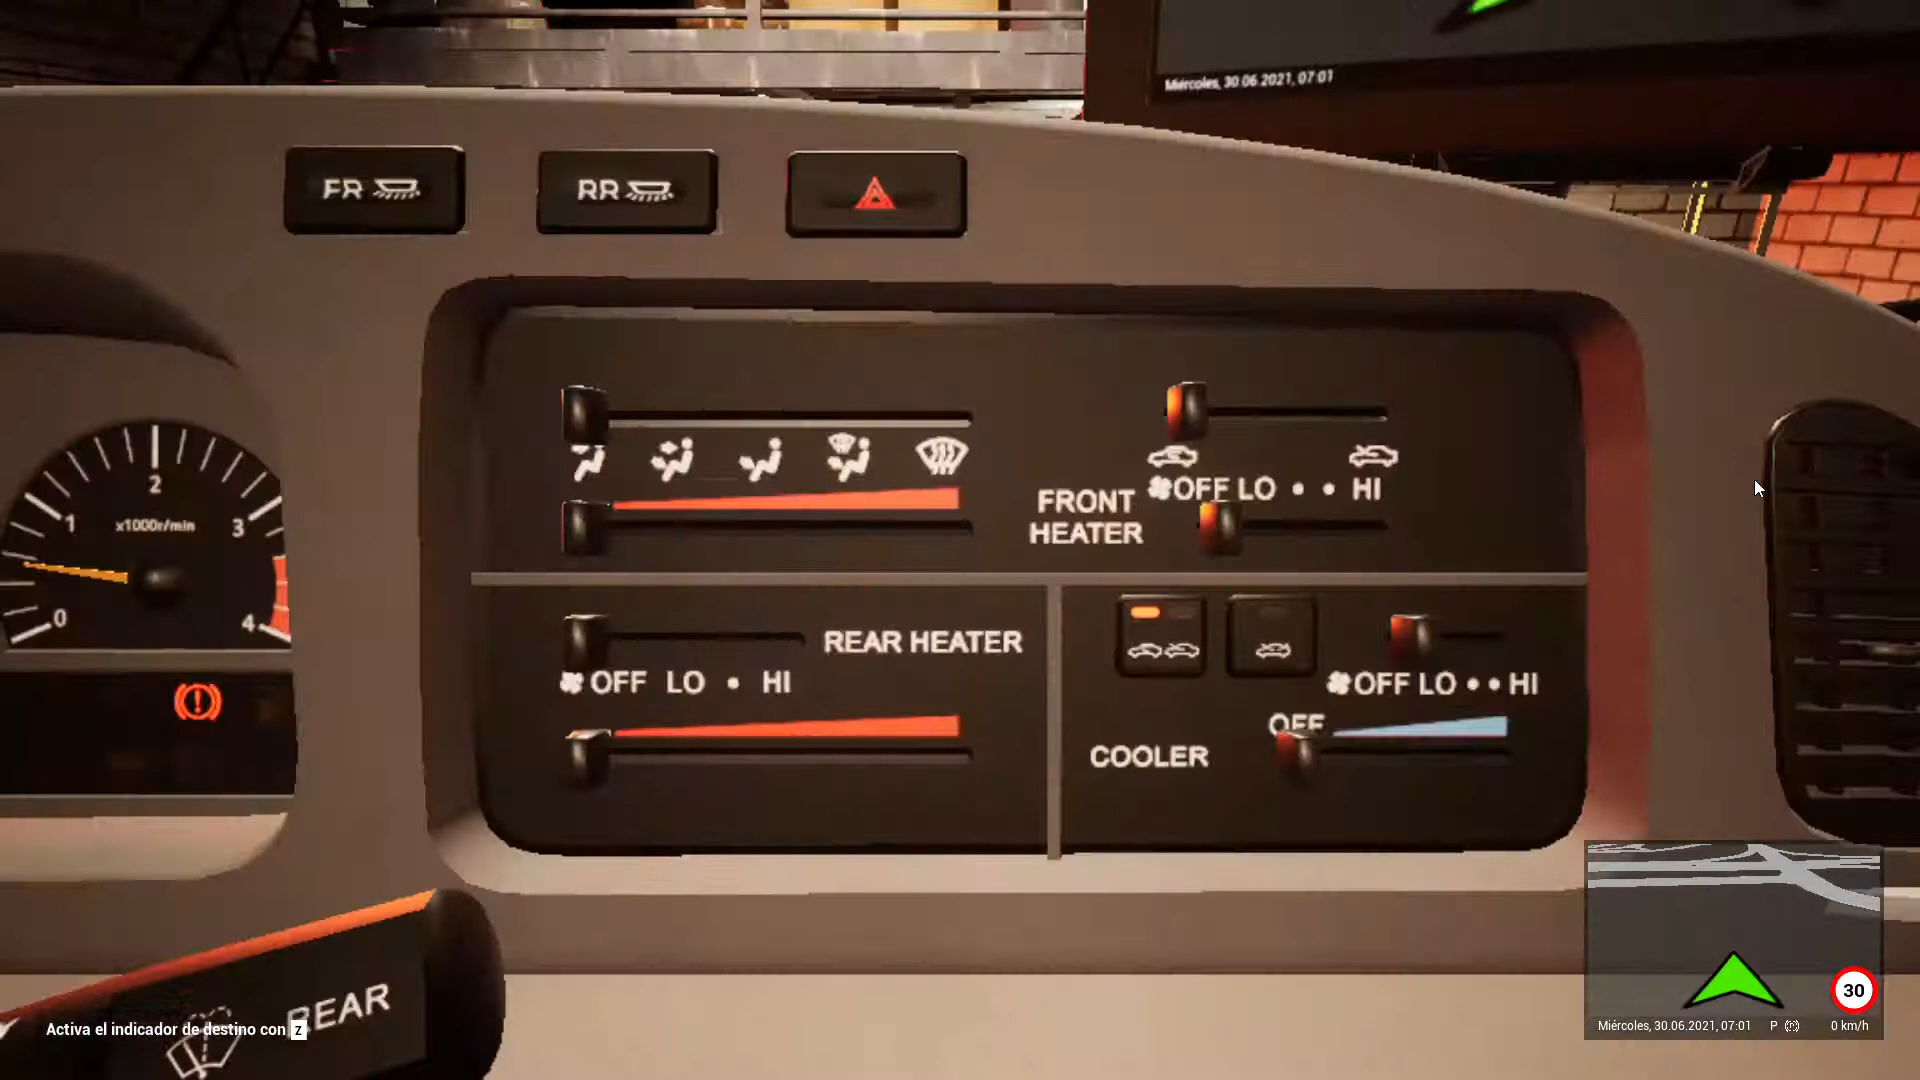 Miércoles, 30.06.2021, 07:01
FR
RR
FRONT
HEATER
OFF LO • • HI
1
2
3
x1000r/min
0
4
REAR HEATER
OFF LO • HI
OFF LO • • HI
OFF
COOLER
REAR
Activa el indicador de destino con z
30
Miércoles, 30.06.2021, 07:01 P 0 km/h